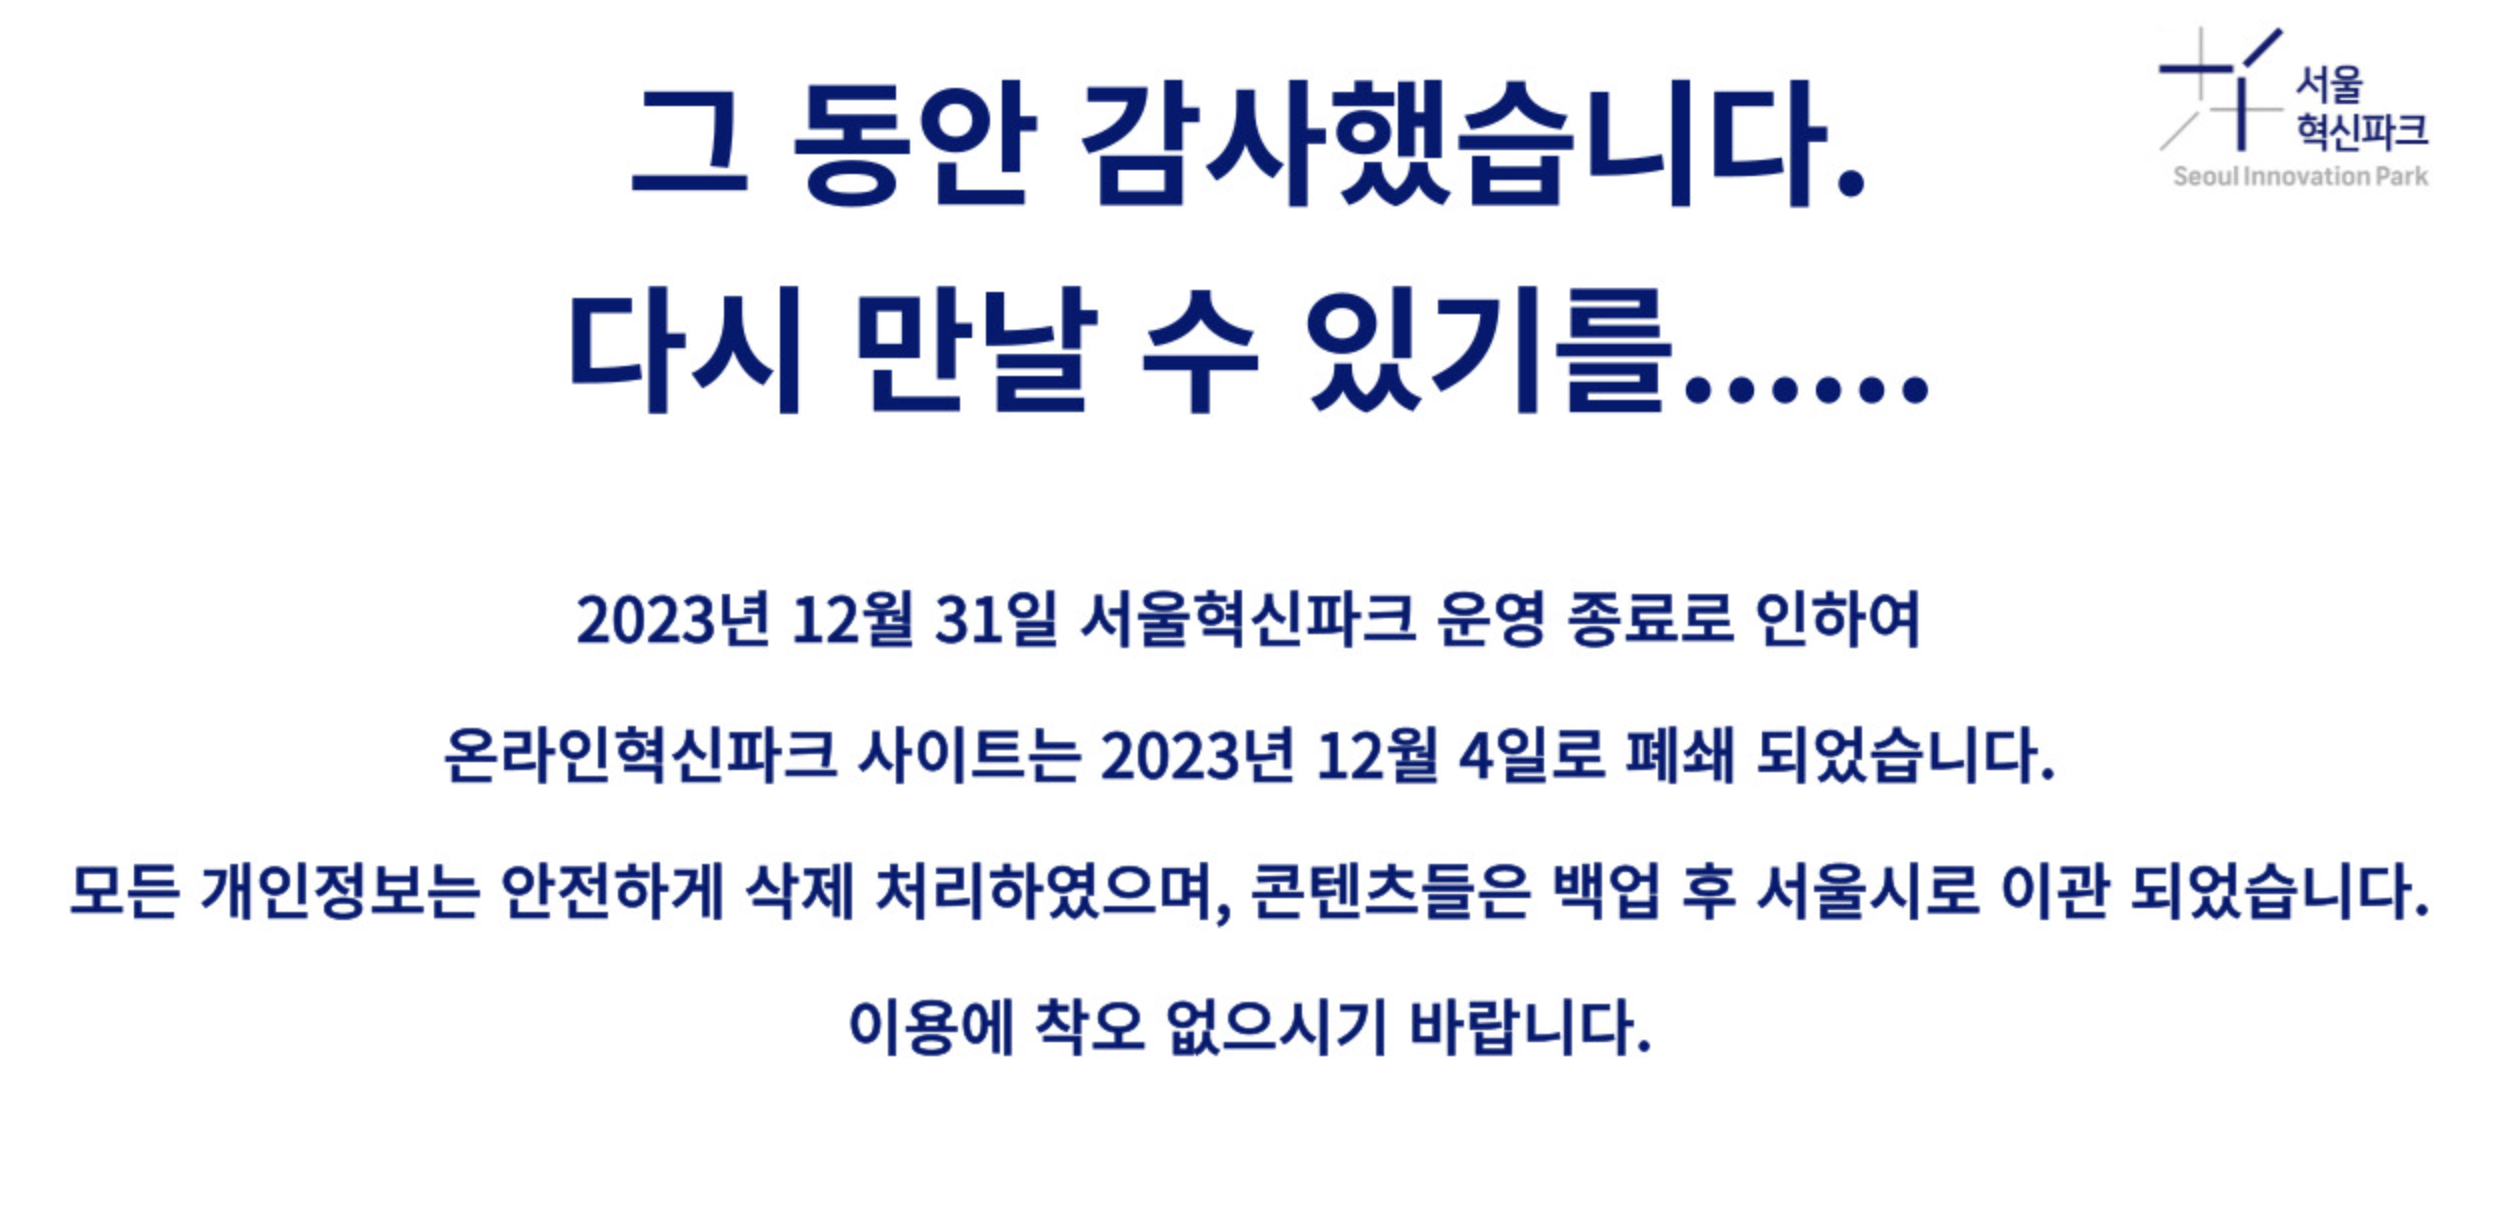 그 동안 감사했습니다.
서울
혁신파크
Seoul Innovation Park
다시 만날 수 있기를......
2023년 12월 31일 서울혁신파크 운영 종료로 인하여
온라인혁신파크 사이트는 2023년 12월 4일로 폐쇄 되었습니다.
모든 개인정보는 안전하게 삭제 처리하였으며, 콘텐츠들은 백업 후 서울시로 이관 되었습니다.
이용에 착오 없으시기 바랍니다.